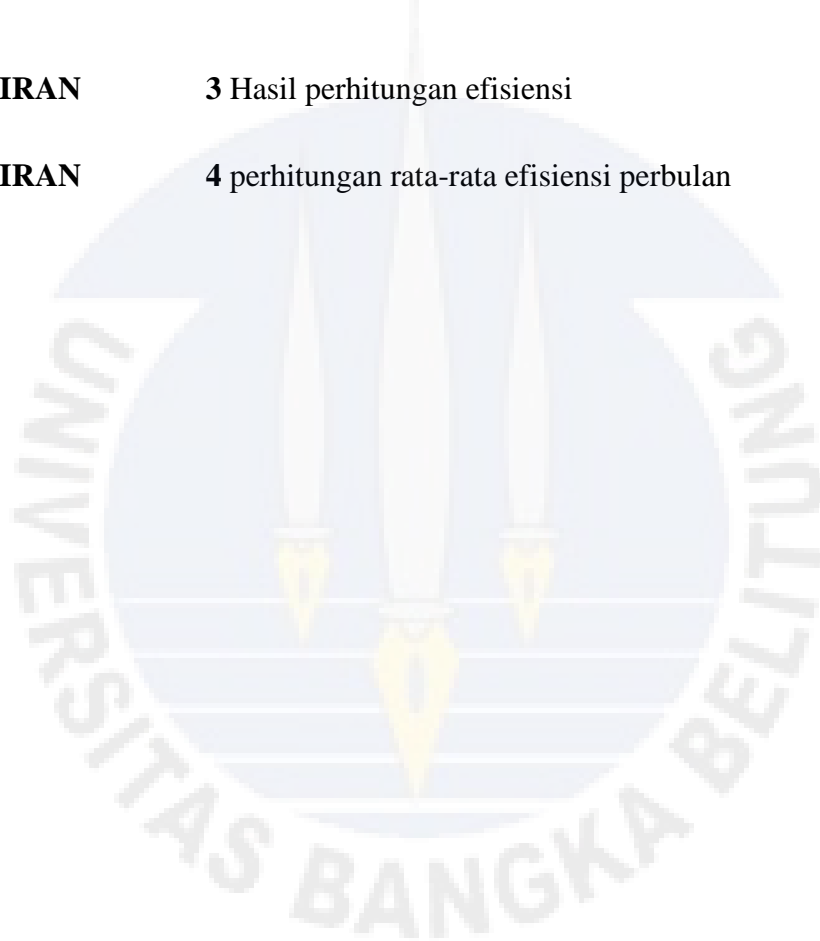 IRAN 3 Hasil perhitungan efisiensi
IRAN 4 perhitungan rata-rata efisiensi perbulan
UNIVERSITAS BANGKA BELITUNG